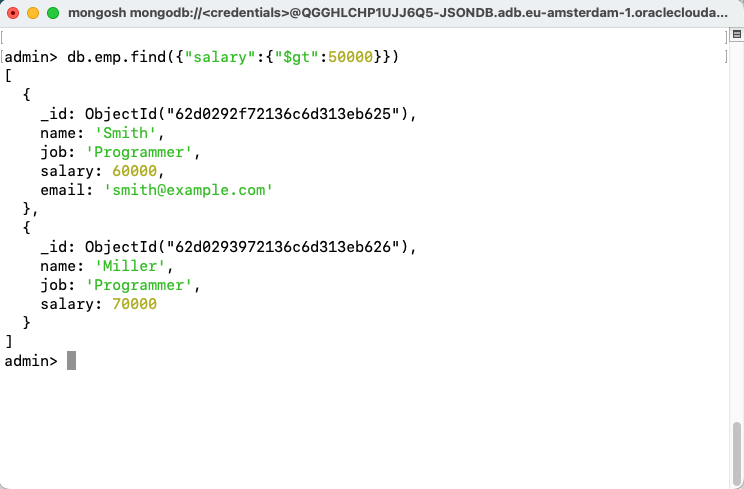 mongosh mongodb://<credentials>@QGGHLCHP1UJJ6Q5-JSONDB.adb.eu-amsterdam-1.oracleclouda...
admin> db.emp.find({"salary":{"$gt":50000}})
[
  {
    _id: ObjectId("62d0292f72136c6d313eb625"),
    name: 'Smith',
    job: 'Programmer',
    salary: 60000,
    email: 'smith@example.com'
  },
  {
    _id: ObjectId("62d0293972136c6d313eb626"),
    name: 'Miller',
    job: 'Programmer',
    salary: 70000
  }
]
admin>